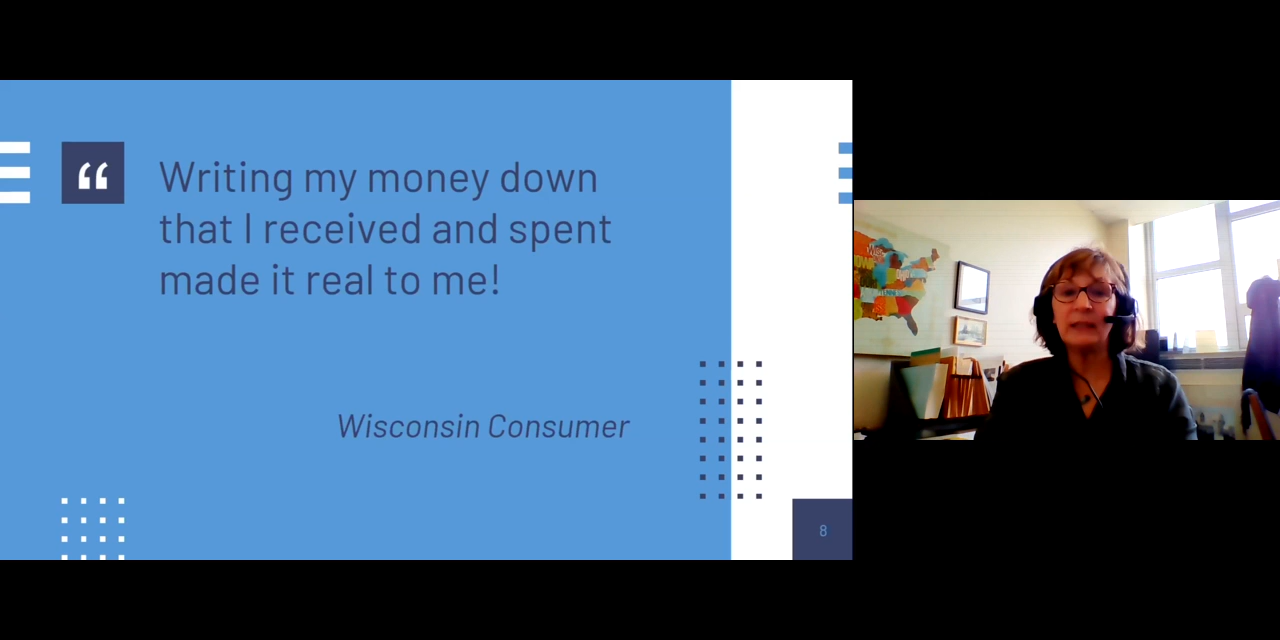 “
Writing my money down
that I received and spent
made it real to me!
Wisconsin Consumer
8